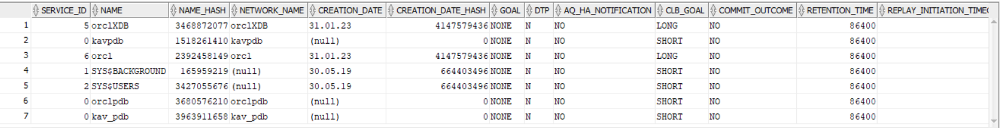 SERVICE_ID NAME NAME_HASH NETWORK_NAME CREATION_DATE CREATION_DATE_HASH GOAL DTP AQ_HA_NOTIFICATION CLB_GOAL COMMIT_OUTCOME RETENTION_TIME REPLAY_INITIATION_TIMEO
1 5 orclXDB 3468872077 orclXDB 31.01.23 4147579436 NONE N NO LONG NO 86400
2 0 kavpdb 1518261410 kavpdb (null) 0 NONE N NO SHORT NO 86400
3 6 orcl 2392458149 orcl 31.01.23 4147579436 NONE N NO LONG NO 86400
4 1 SYS$BACKGROUND 165959219 (null) 30.05.19 664403496 NONE N NO SHORT NO 86400
5 2 SYS$USERS 3427055676 (null) 30.05.19 664403496 NONE N NO SHORT NO 86400
6 0 orclpdb 3680576210 orclpdb (null) 0 NONE N NO SHORT NO 86400
7 0 kav_pdb 3963911658 kav_pdb (null) 0 NONE N NO SHORT NO 86400